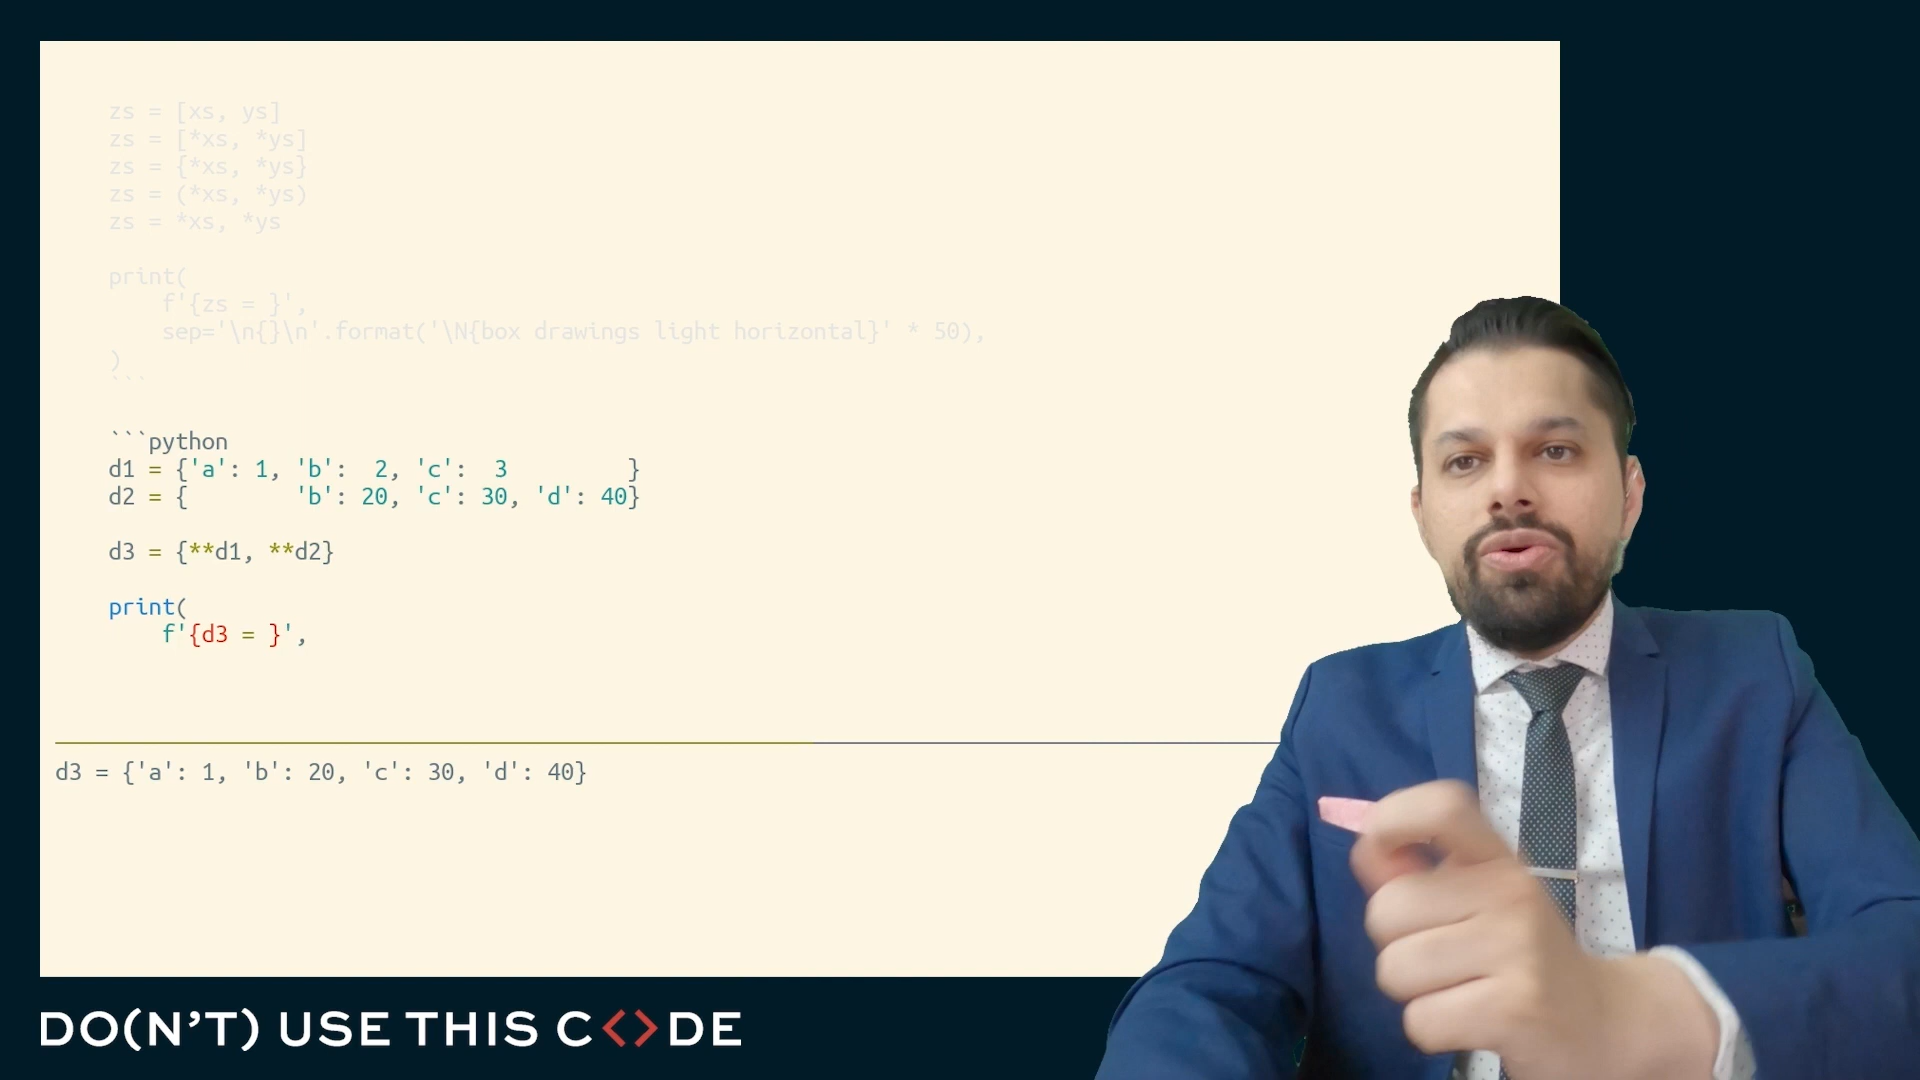 zs = [xs, ys]
zs = [*xs, *ys]
zs = {*xs, *ys}
zs = (*xs, *ys)
zs = *xs, *ys
print(
    f'{zs = }',
    sep='\n{}\n'.format('\N{box drawings light horizontal}' * 50),
)
```
```python
d1 = {'a': 1, 'b':  2, 'c':  3         }
d2 = {        'b': 20, 'c': 30, 'd': 40}
d3 = {**d1, **d2}
print(
    f'{d3 = }',
d3 = {'a': 1, 'b': 20, 'c': 30, 'd': 40}
DO(N'T) USE THIS C<>DE